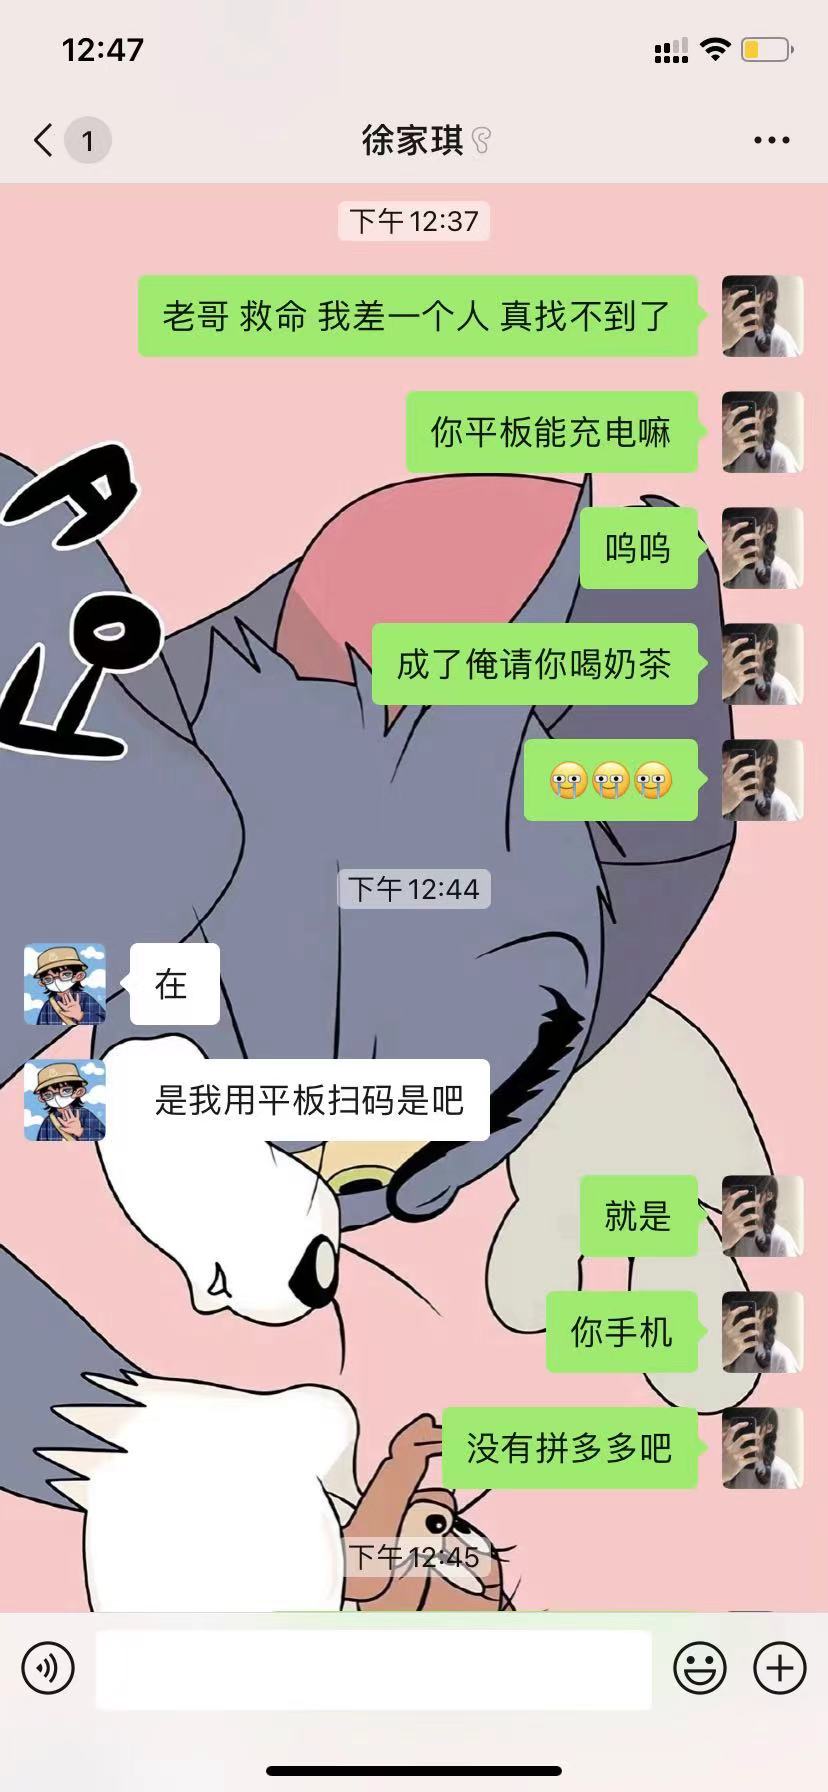 12:47
1
徐家琪
下午12:37
老哥 救命 我差一个人 真找不到了
你平板能充电嘛
呜呜
成了俺请你喝奶茶
😭😭😭
下午12:44
在
是我用平板扫码是吧
就是
你手机
没有拼多多吧
下午12:45